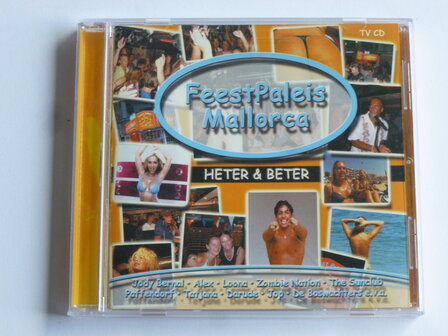 TV CD
FeestPaleis
Mallorca
HETER & BETER
Jody Bernal · Alex · Loona · Zombie Nation · The Sunclub
Paffendorf · Tatjana · Darude · Jop · De Boswachters e.v.a.